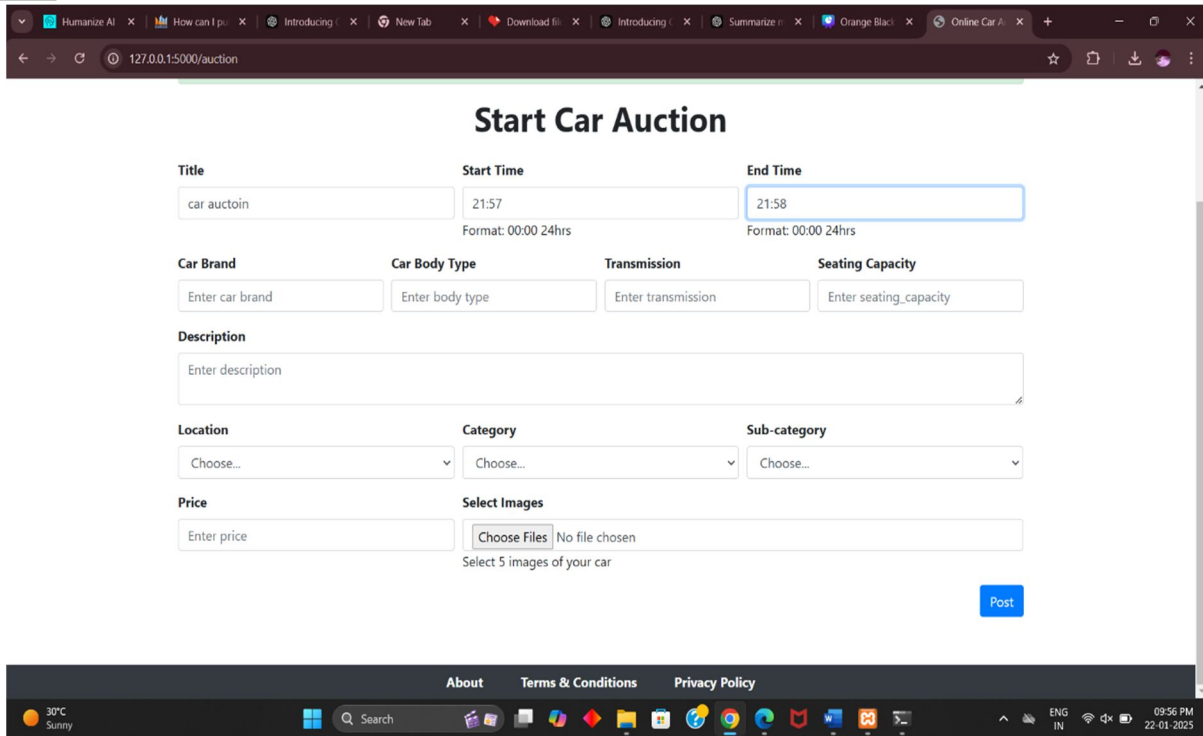 Humanize AI
How can I pu
Introducing
New Tab
Download fil
Introducing
Summarize n
Orange Black
Online Car A
127.0.0.1:5000/auction
Start Car Auction
Title Start Time End Time
car auctoin 21:57 21:58
Format: 00:00 24hrs Format: 00:00 24hrs
Car Brand Car Body Type Transmission Seating Capacity
Enter car brand Enter body type Enter transmission Enter seating_capacity
Description
Enter description
Location Category Sub-category
Choose... Choose... Choose...
Price Select Images
Enter price Choose Files No file chosen
Select 5 images of your car
Post
About Terms & Conditions Privacy Policy
30°C
Sunny
Search
ENG
IN
09:56 PM
22-01-2025